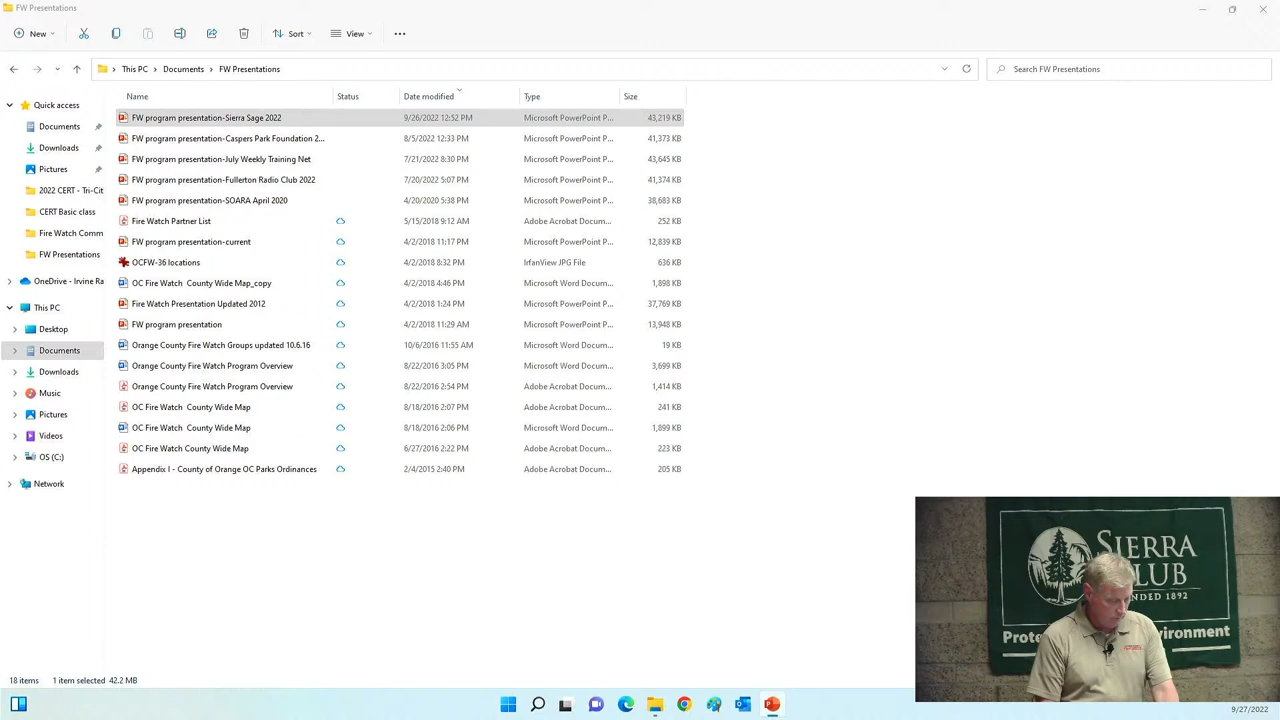 FW Presentations
New
Sort
View
This PC > Documents > FW Presentations
Search FW Presentations
Name Status Date modified Type Size
Quick access
Documents
Downloads
Pictures
2022 CERT - Tri-Cit
CERT Basic class
Fire Watch Comm
FW Presentations
OneDrive - Irvine Ra
This PC
Desktop
Documents
Downloads
Music
Pictures
Videos
OS (C:)
Network
FW program presentation-Sierra Sage 2022 9/26/2022 12:52 PM Microsoft PowerPoint P... 43,219 KB
FW program presentation-Caspers Park Foundation 2... 8/5/2022 12:33 PM Microsoft PowerPoint P... 41,373 KB
FW program presentation-July Weekly Training Net 7/21/2022 8:30 PM Microsoft PowerPoint P... 43,645 KB
FW program presentation-Fullerton Radio Club 2022 7/20/2022 5:07 PM Microsoft PowerPoint P... 41,374 KB
FW program presentation-SOARA April 2020 4/20/2020 5:38 PM Microsoft PowerPoint P... 38,683 KB
Fire Watch Partner List 5/15/2018 9:12 AM Adobe Acrobat Docum... 252 KB
FW program presentation-current 4/2/2018 11:17 PM Microsoft PowerPoint P... 12,839 KB
OCFW-36 locations 4/2/2018 8:32 PM IrfanView JPG File 636 KB
OC Fire Watch County Wide Map_copy 4/2/2018 4:46 PM Microsoft Word Docum... 1,898 KB
Fire Watch Presentation Updated 2012 4/2/2018 1:24 PM Microsoft PowerPoint P... 37,769 KB
FW program presentation 4/2/2018 11:29 AM Microsoft PowerPoint P... 13,948 KB
Orange County Fire Watch Groups updated 10.6.16 10/6/2016 11:55 AM Microsoft Word Docum... 19 KB
Orange County Fire Watch Program Overview 8/22/2016 3:05 PM Microsoft Word Docum... 3,699 KB
Orange County Fire Watch Program Overview 8/22/2016 2:54 PM Adobe Acrobat Docum... 1,414 KB
OC Fire Watch County Wide Map 8/18/2016 2:07 PM Adobe Acrobat Docum... 241 KB
OC Fire Watch County Wide Map 8/18/2016 2:06 PM Microsoft Word Docum... 1,899 KB
OC Fire Watch County Wide Map 6/27/2016 2:22 PM Adobe Acrobat Docum... 223 KB
Appendix I - County of Orange OC Parks Ordinances 2/4/2015 2:40 PM Adobe Acrobat Docum... 205 KB
SIERRA
CLUB
UNDED 1892
Prote vironment
18 items 1 item selected 42.2 MB
9/27/2022